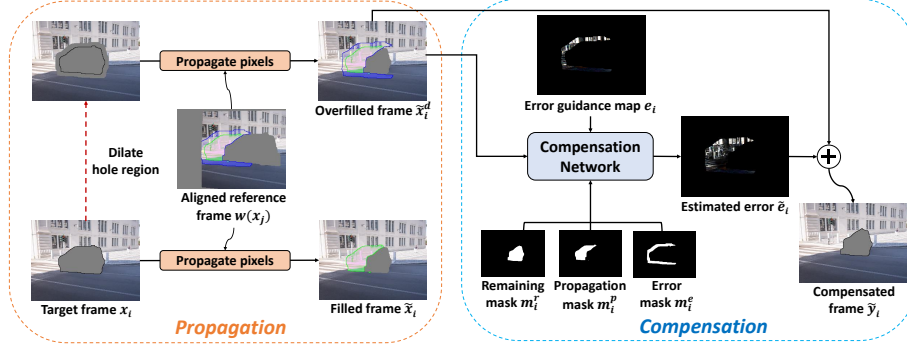 Propagate pixels
Overfilled frame x̃ᵢᵈ
Dilate
hole region
Aligned reference
frame w(xⱼ)
Propagate pixels
Target frame xᵢ
Filled frame x̃ᵢ
Propagation
Error guidance map eᵢ
Compensation
Network
Estimated error ẽᵢ
Remaining
mask mᵢʳ
Propagation
mask mᵢᵖ
Error
mask mᵢᵉ
Compensated
frame ỹᵢ
Compensation